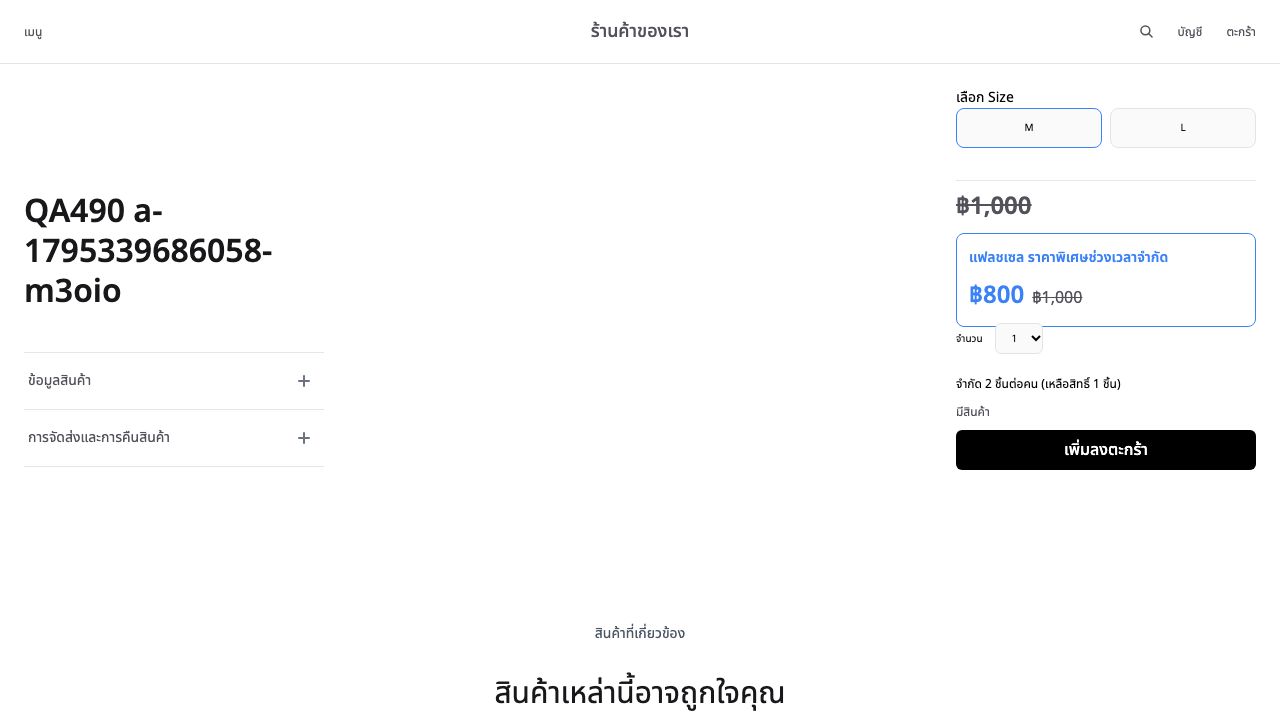 เมนู
ร้านค้าของเรา
บัญชี
ตะกร้า
QA490 a-
1795339686058-
m3oio
ข้อมูลสินค้า
การจัดส่งและการคืนสินค้า
เลือก Size
M
L
฿1,000
แฟลชเซล ราคาพิเศษช่วงเวลาจำกัด
฿800 ฿1,000
จำนวน 1
จำกัด 2 ชิ้นต่อคน (เหลือสิทธิ์ 1 ชิ้น)
มีสินค้า
เพิ่มลงตะกร้า
สินค้าที่เกี่ยวข้อง
สินค้าเหล่านี้อาจถูกใจคุณ